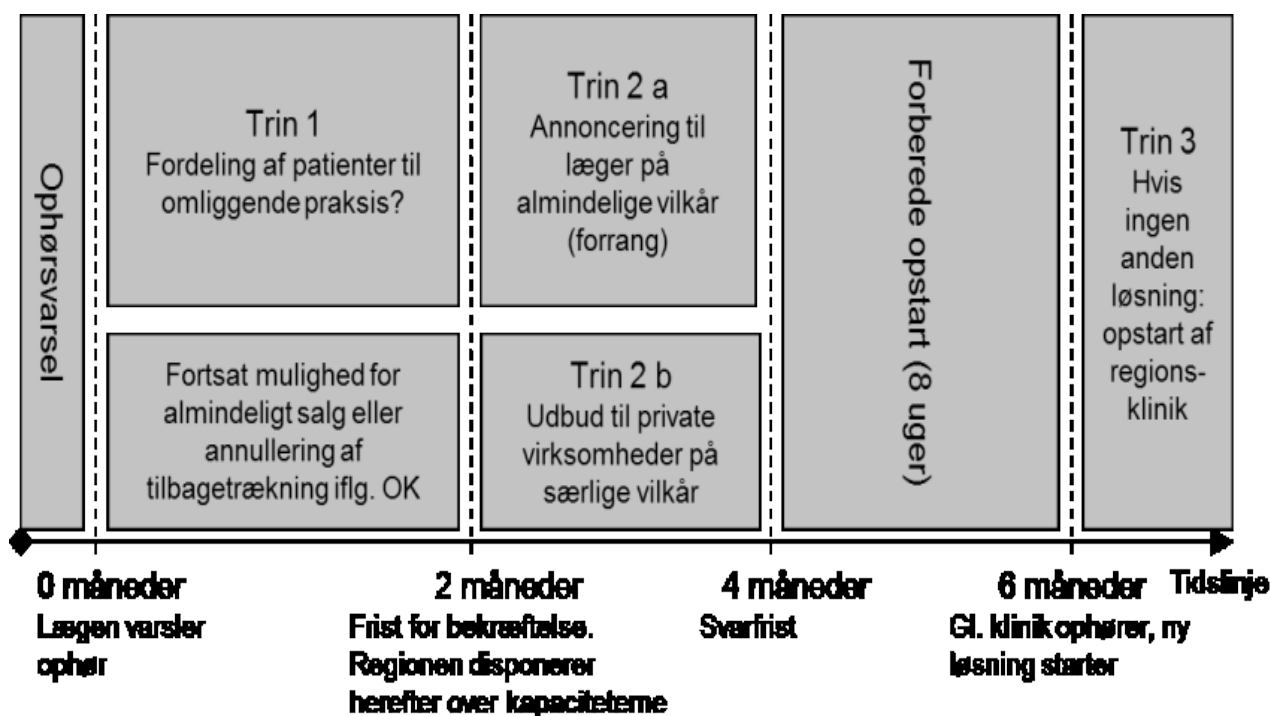 Ophørsvarsel
Trin 1
Fordeling af patienter til
omliggende praksis?
Fortsat mulighed for
almindeligt salg eller
annullering af
tilbagetrækning iflg. OK
Trin 2 a
Annoncering til
læger på
almindelige vilkår
(forrang)
Trin 2 b
Udbud til private
virksomheder på
særlige vilkår
Forberede opstart (8 uger)
Trin 3
Hvis
ingen
anden
løsning:
opstart af
regions-
klinik
0 måneder
Lægen varsler
ophør
2 måneder
Frist for bekræftelse.
Regionen disponerer
herefter over kapaciteterne
4 måneder
Svarfrist
6 måneder
Gl. klinik ophører, ny
løsning starter
Tidslinje